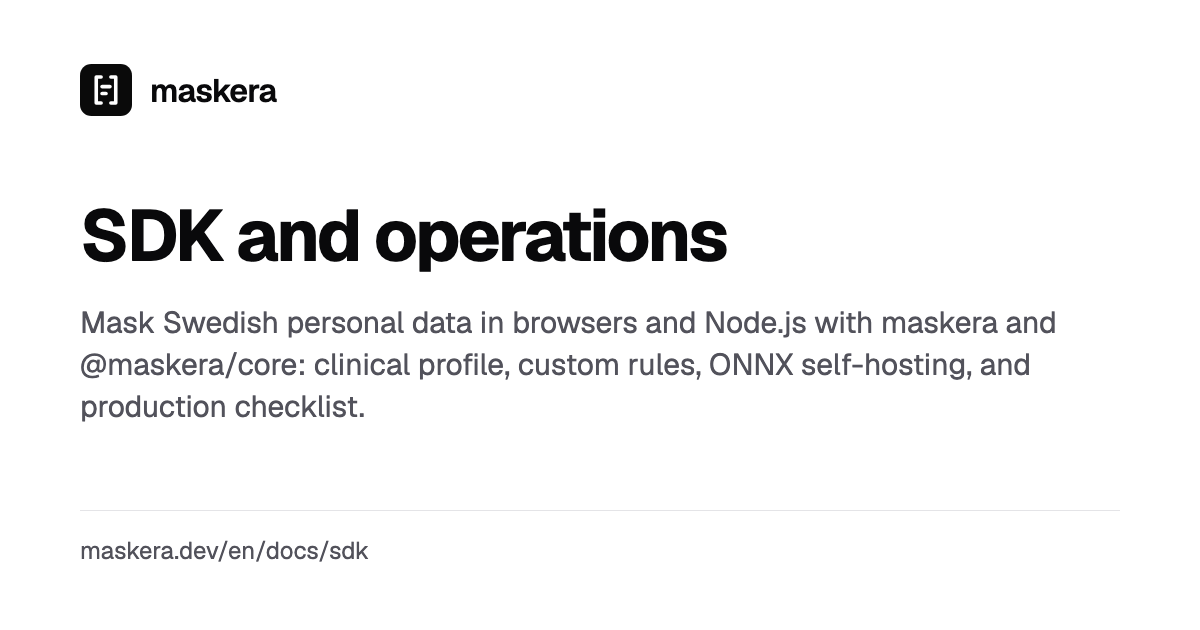 maskera
SDK and operations
Mask Swedish personal data in browsers and Node.js with maskera and
@maskera/core: clinical profile, custom rules, ONNX self-hosting, and
production checklist.
maskera.dev/en/docs/sdk